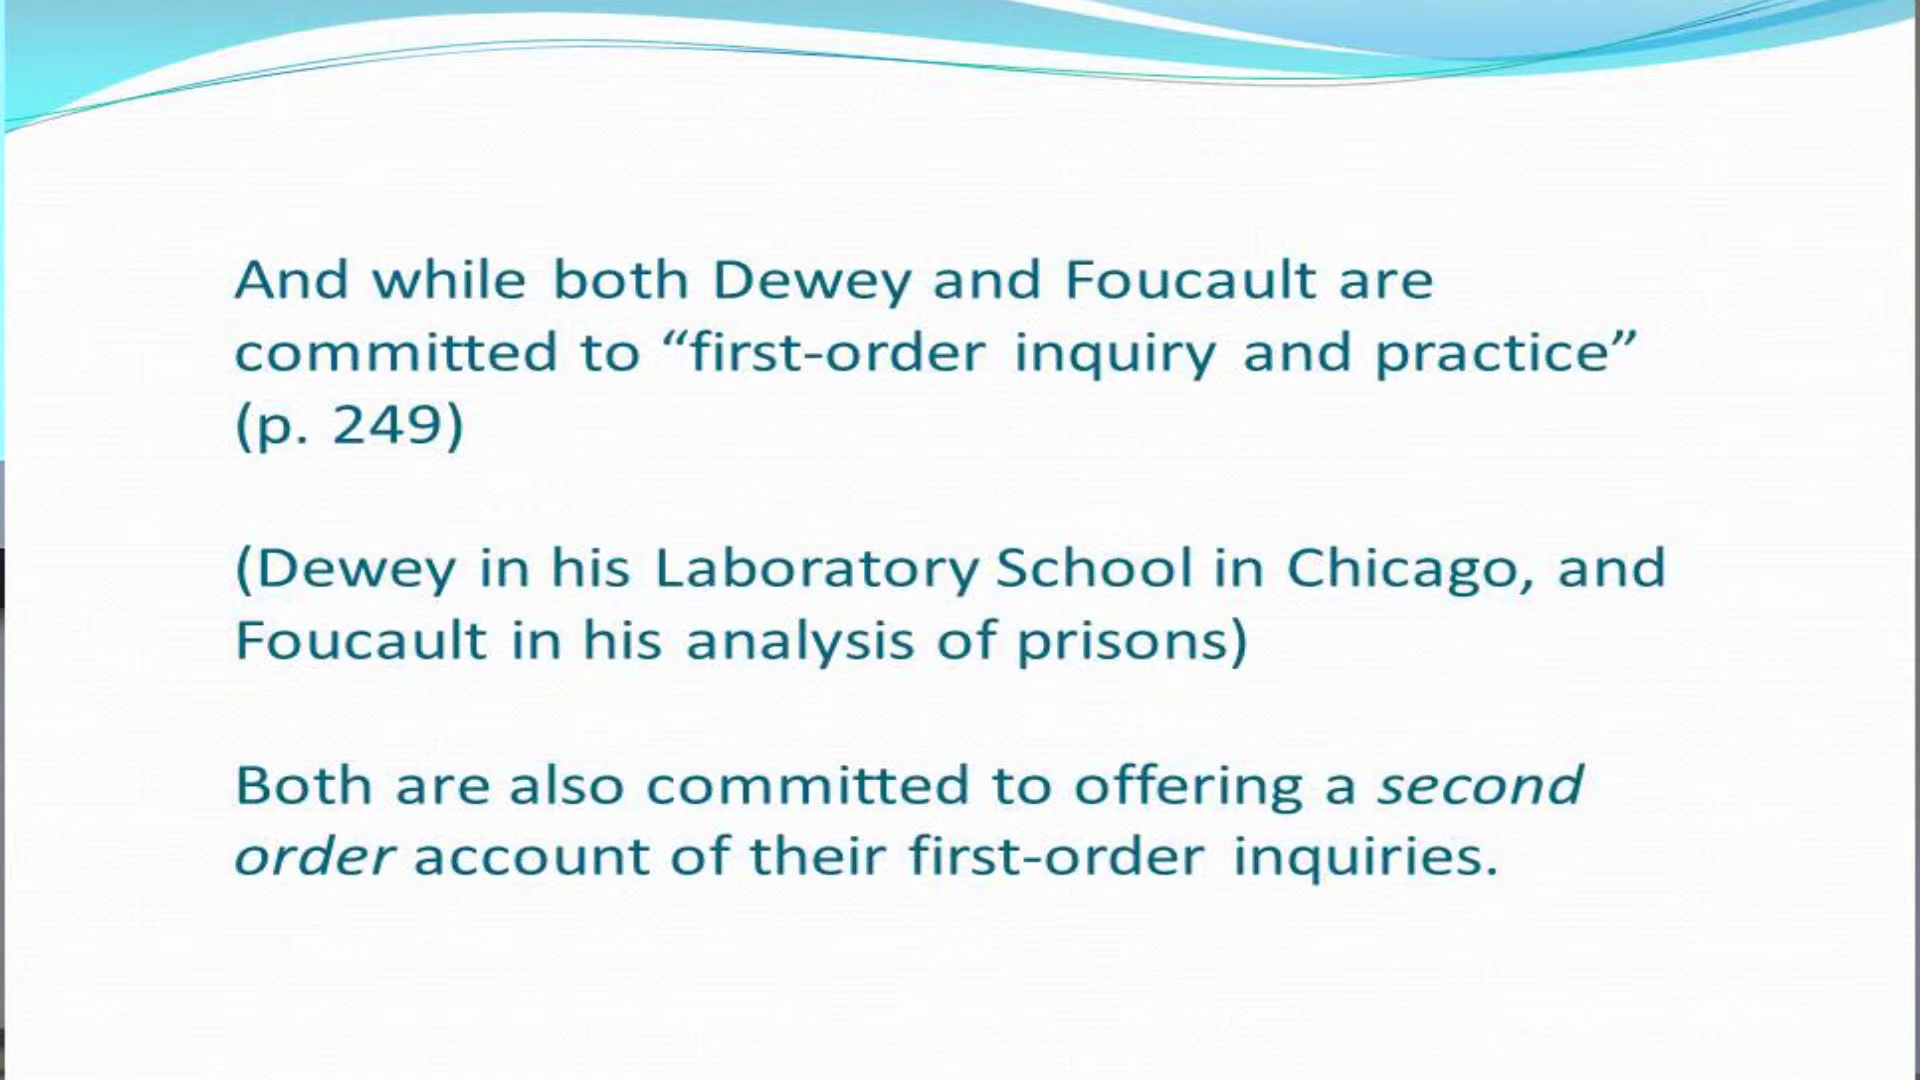 And while both Dewey and Foucault are
committed to “first-order inquiry and practice”
(p. 249)
(Dewey in his Laboratory School in Chicago, and
Foucault in his analysis of prisons)
Both are also committed to offering a second
order account of their first-order inquiries.